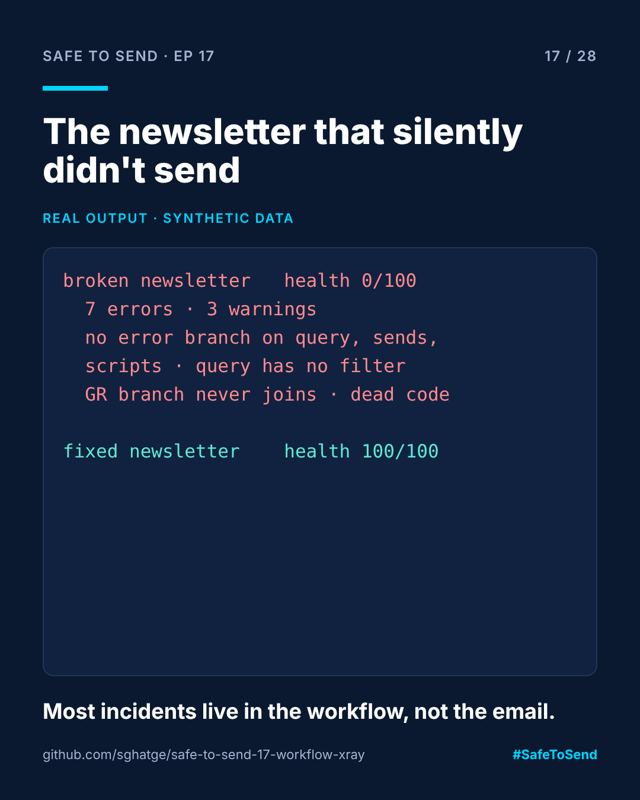 SAFE TO SEND · EP 17
17 / 28
The newsletter that silently
didn't send
REAL OUTPUT · SYNTHETIC DATA
broken newsletter   health 0/100
  7 errors · 3 warnings
  no error branch on query, sends,
  scripts · query has no filter
  GR branch never joins · dead code
fixed newsletter    health 100/100
Most incidents live in the workflow, not the email.
github.com/sghatge/safe-to-send-17-workflow-xray
#SafeToSend